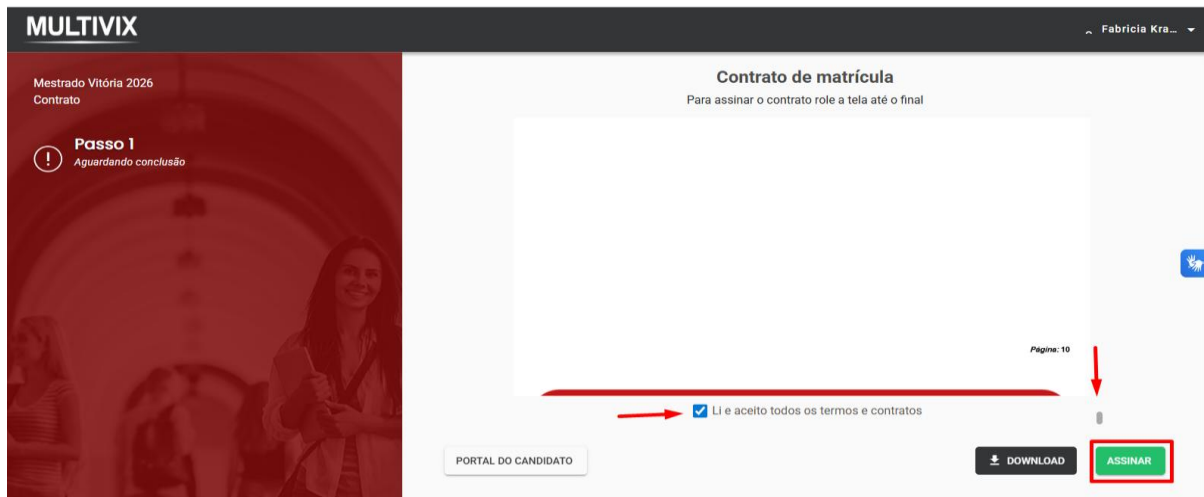 MULTIVIX
Fabricia Kra...
Mestrado Vitória 2026
Contrato
Passo 1
Aguardando conclusão
Contrato de matrícula
Para assinar o contrato role a tela até o final
Página: 10
Li e aceito todos os termos e contratos
PORTAL DO CANDIDATO
DOWNLOAD
ASSINAR